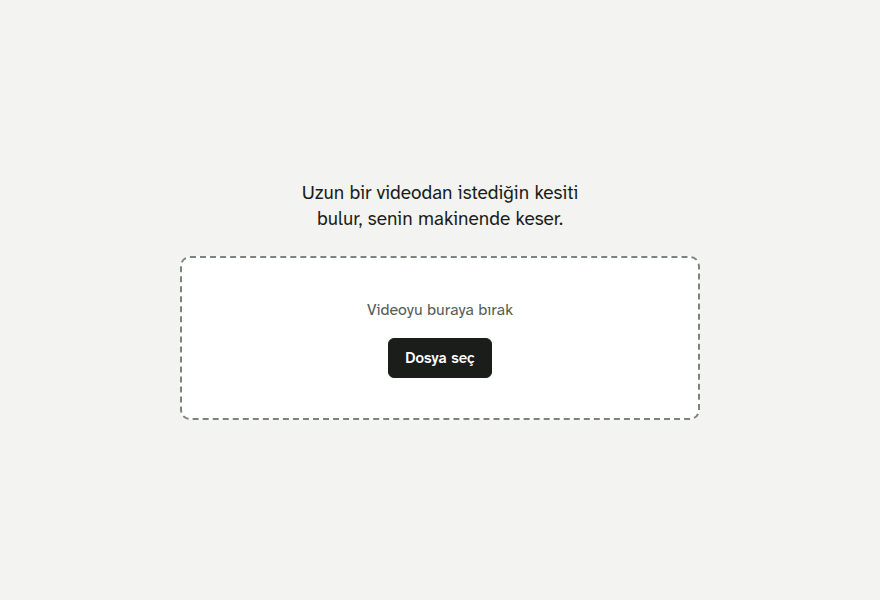 Uzun bir videodan istediğin kesiti
bulur, senin makinende keser.
Videoyu buraya bırak
Dosya seç